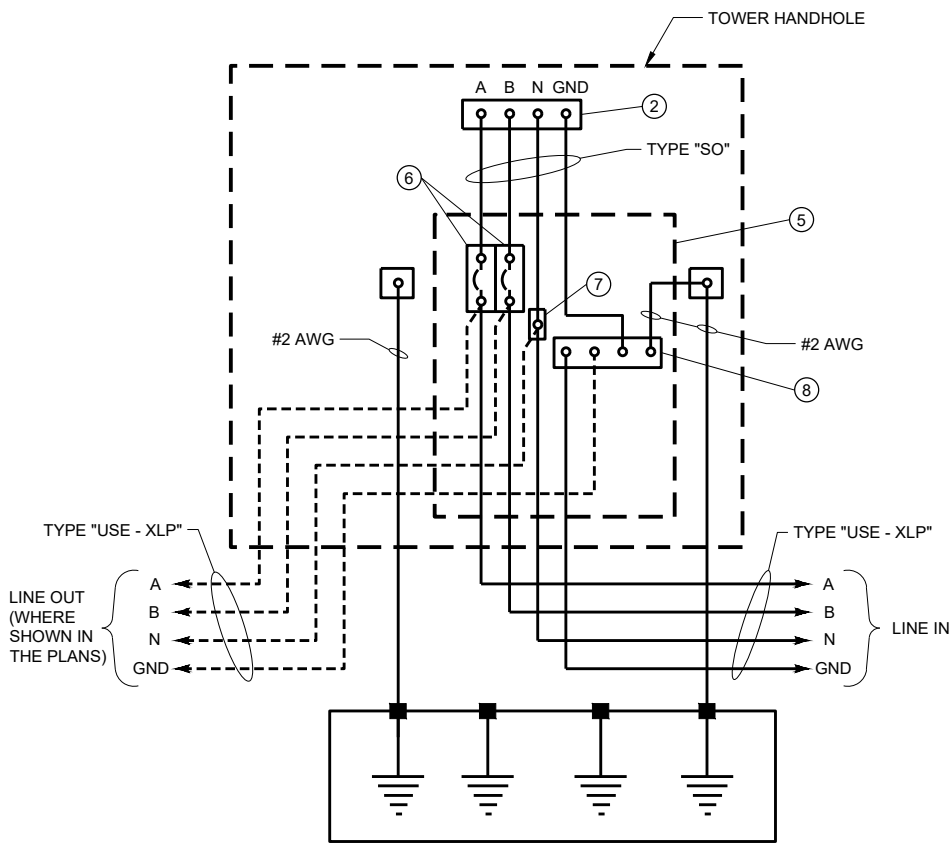 TOWER HANDHOLE
A B N GND
2
TYPE "SO"
6
5
7
#2 AWG
#2 AWG
8
TYPE "USE - XLP"
TYPE "USE - XLP"
LINE OUT
(WHERE
SHOWN IN
THE PLANS)
A
B
N
GND
A
B
N
GND
LINE IN